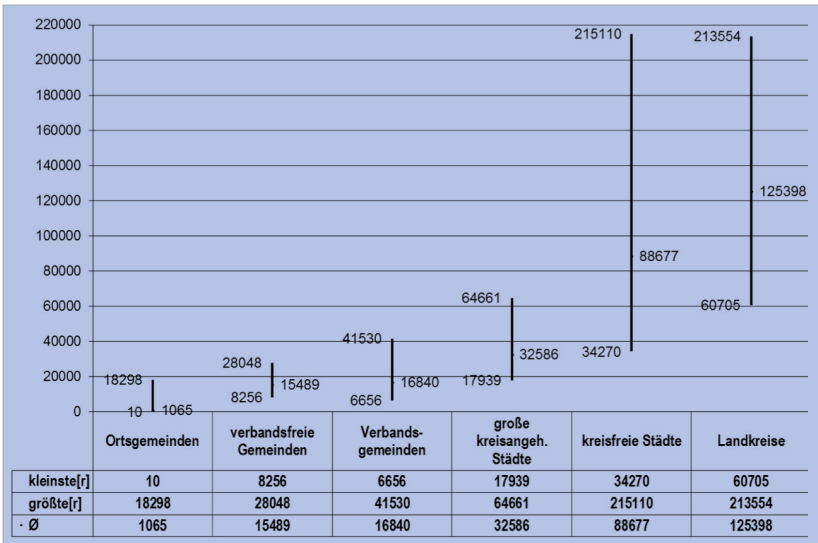 220000
200000
180000
160000
140000
120000
100000
80000
60000
40000
20000
0
18298
10
1065
28048
15489
8256
41530
16840
6656
64661
32586
17939
215110
88677
34270
213554
125398
60705
Ortsgemeinden
verbandsfreie
Gemeinden
Verbands-
gemeinden
große
kreisangeh.
Städte
kreisfreie Städte
Landkreise
kleinste[r] 10 8256 6656 17939 34270 60705
größte[r] 18298 28048 41530 64661 215110 213554
· Ø 1065 15489 16840 32586 88677 125398